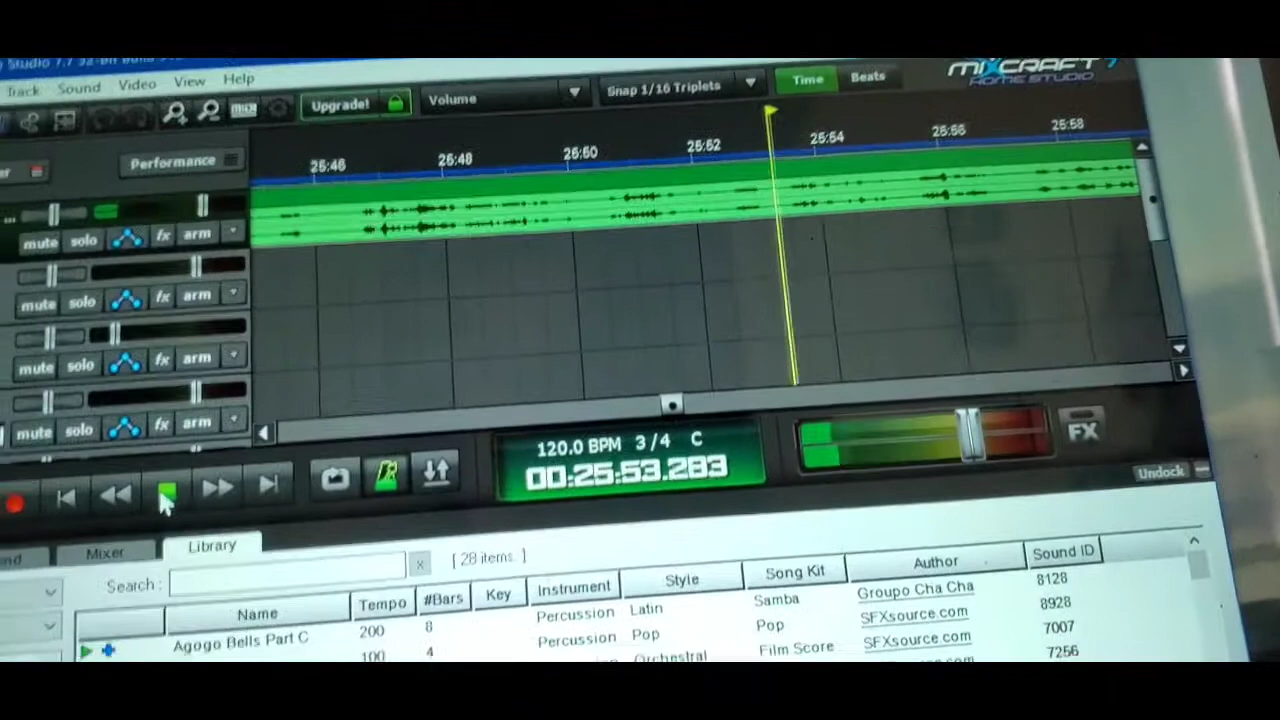 Studio 7.7 32-bit Build
Track Sound Video View Help
MIXCRAFT 7
HOME STUDIO
Upgrade! Volume Snap 1/16 Triplets Time Beats
Performance
25:46 25:48 25:50 25:52 25:54 25:56 25:58
mute solo fx arm
mute solo fx arm
mute solo fx arm
mute solo fx arm
120.0 BPM 3/4 C
00:25:53.283
FX
Undock
Mixer Library
Search : x [ 28 items. ]
Name Tempo #Bars Key Instrument Style Song Kit Author Sound ID
Agogo Bells Part C 200 8 Percussion Latin Samba Groupo Cha Cha 8128
100 4 Percussion Pop Pop SFXsource.com 8928
Orchestral Film Score SFXsource.com 7007
7256